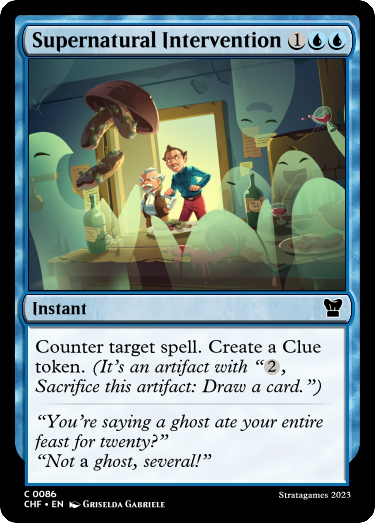 Supernatural Intervention 1
Instant
Counter target spell. Create a Clue
token. (It's an artifact with “2,
Sacrifice this artifact: Draw a card.”)
“You're saying a ghost ate your entire
feast for twenty?”
“Not a ghost, several!”
C 0086
Stratagames 2023
CHF • EN Griselda Gabriele